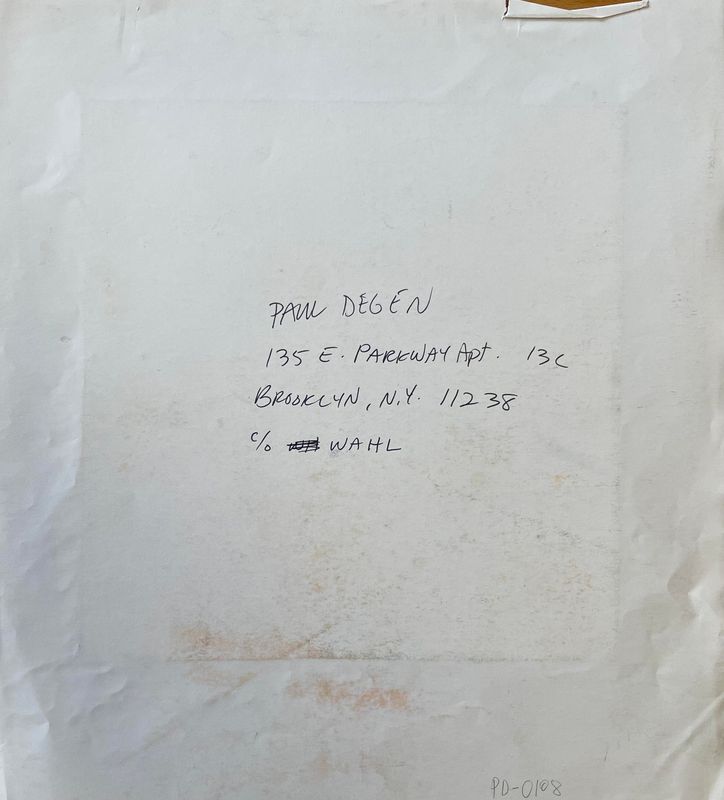 PAUL DEGEN
135 E. PARKWAY Apt. 13c
BROOKLYN, N.Y. 11238
c/o WAHL
PD-0108